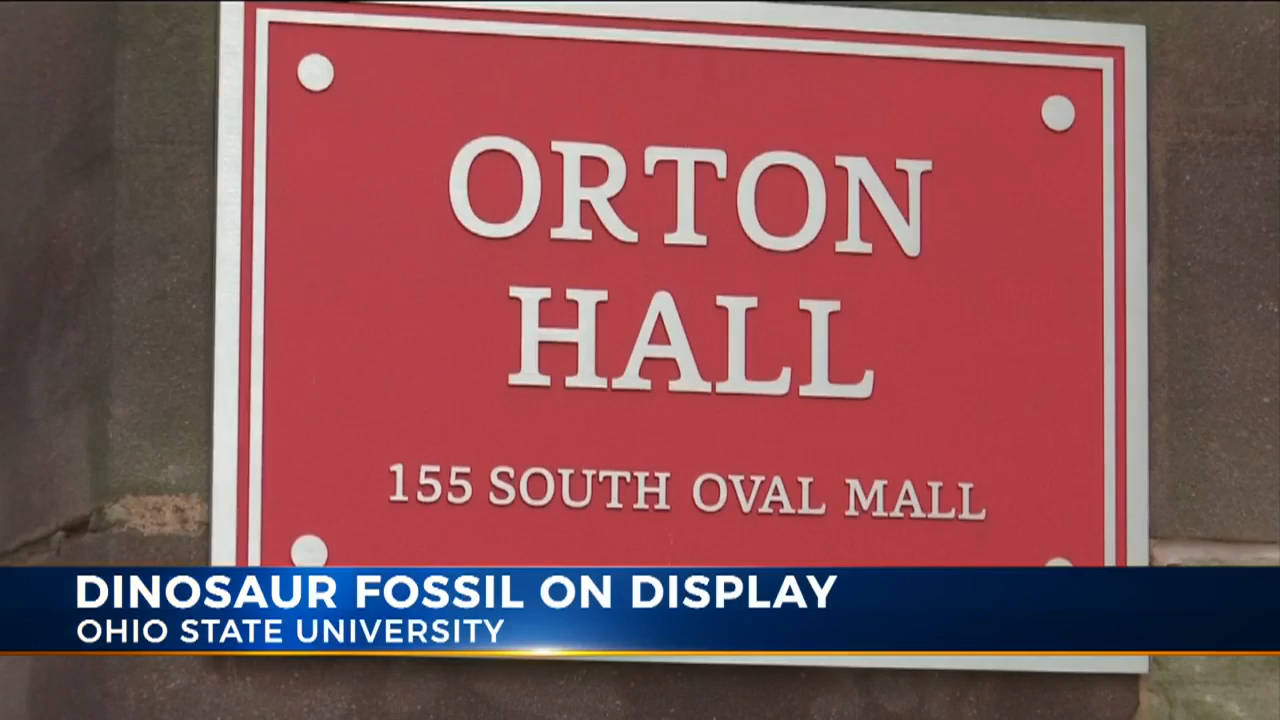 ORTON
HALL
155 SOUTH OVAL MALL
DINOSAUR FOSSIL ON DISPLAY
OHIO STATE UNIVERSITY